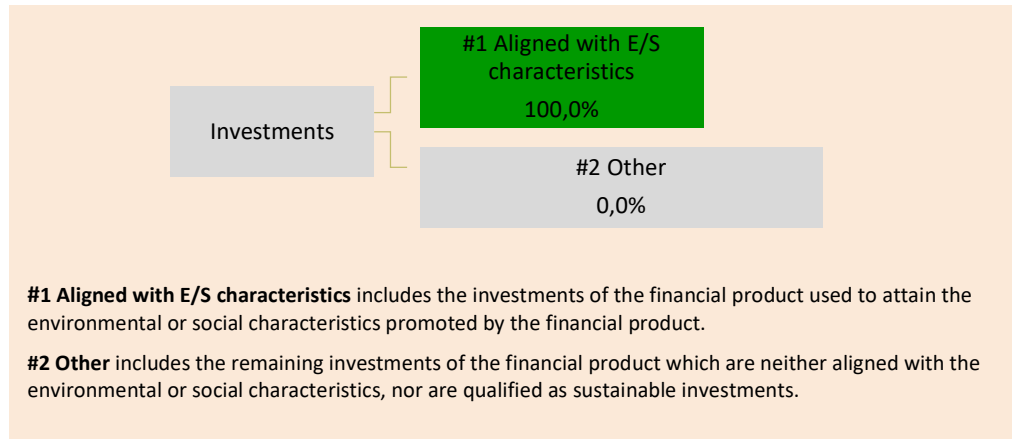 #1 Aligned with E/S
characteristics
100,0%
Investments
#2 Other
0,0%
#1 Aligned with E/S characteristics includes the investments of the financial product used to attain the
environmental or social characteristics promoted by the financial product.
#2 Other includes the remaining investments of the financial product which are neither aligned with the
environmental or social characteristics, nor are qualified as sustainable investments.